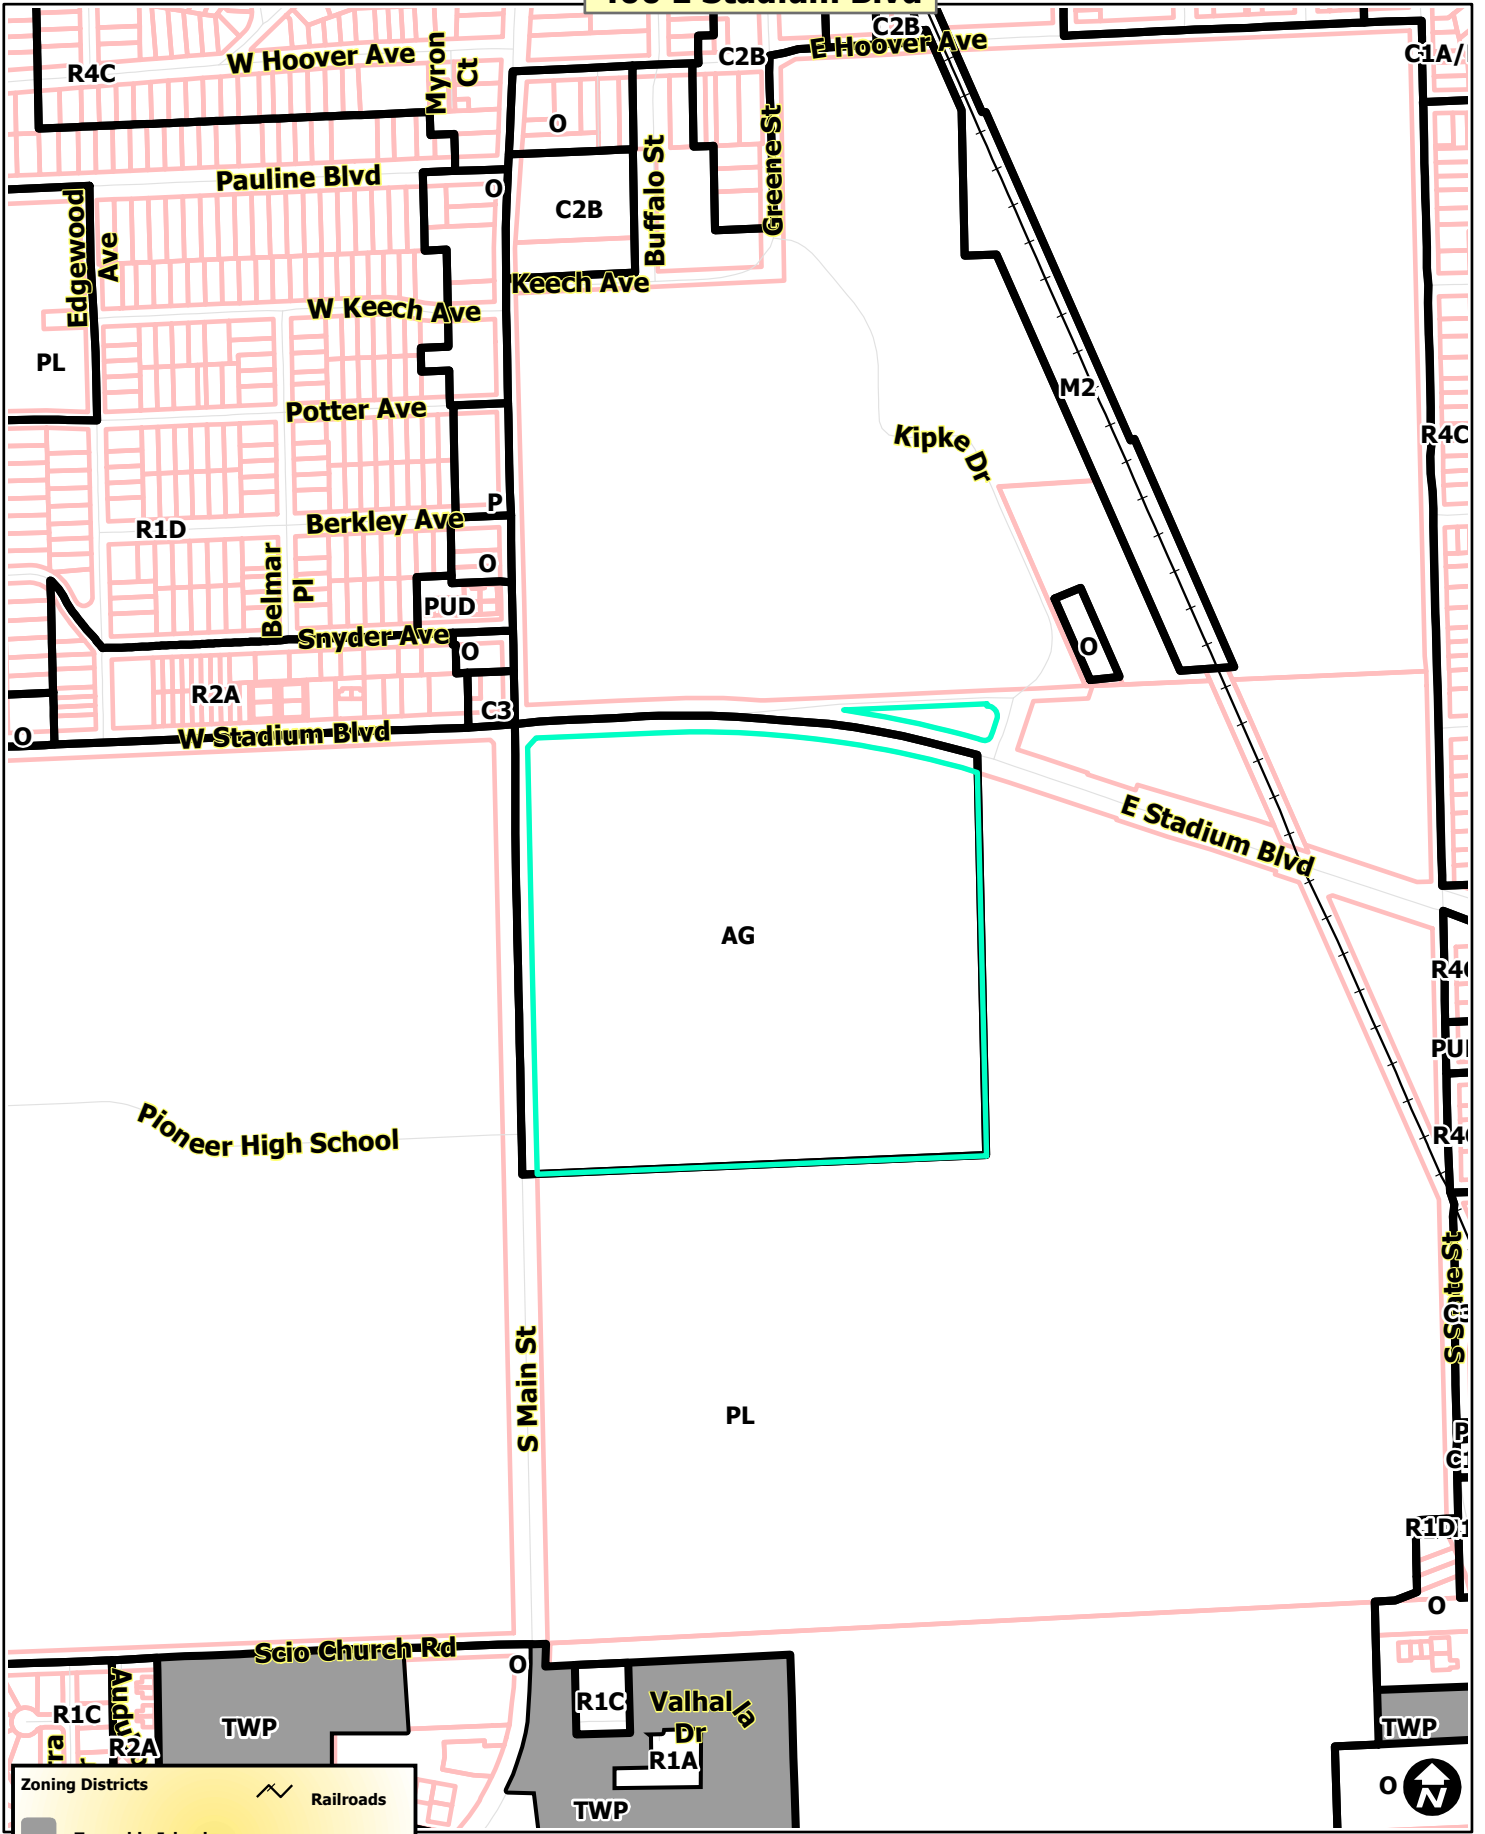 C2B
W Hoover Ave
Myron
Ct
C2B
E Hoover Ave
R4C
O
Pauline Blvd
O
C2B
Buffalo St
Greene St
Edgewood
Ave
Keech Ave
W Keech Ave
PL
M2
Potter Ave
Kipke Dr
R4C
P
Berkley Ave
R1D
O
Belmar
Pl
PUD
Snyder Ave
O
O
R2A
C3
O
W Stadium Blvd
E Stadium Blvd
AG
Pioneer High School
S Main St
PL
R1D
O
Scio Church Rd
O
R1C
R1C
Valhalla
Dr
TWP
TWP
R2A
R1A
TWP
O
N
Zoning Districts
Railroads